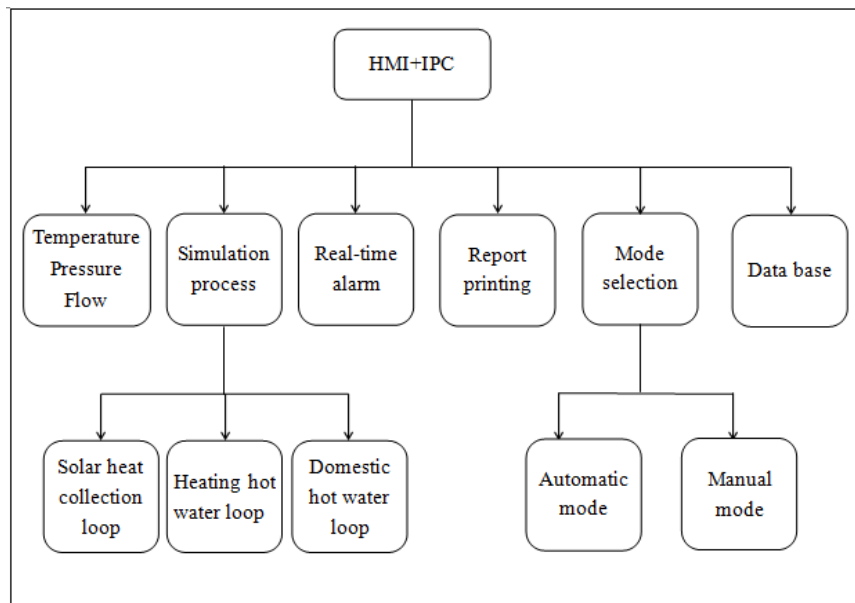 HMI+IPC
Temperature
Pressure
Flow
Simulation
process
Real-time
alarm
Report
printing
Mode
selection
Data base
Solar heat
collection
loop
Heating hot
water loop
Domestic
hot water
loop
Automatic
mode
Manual
mode